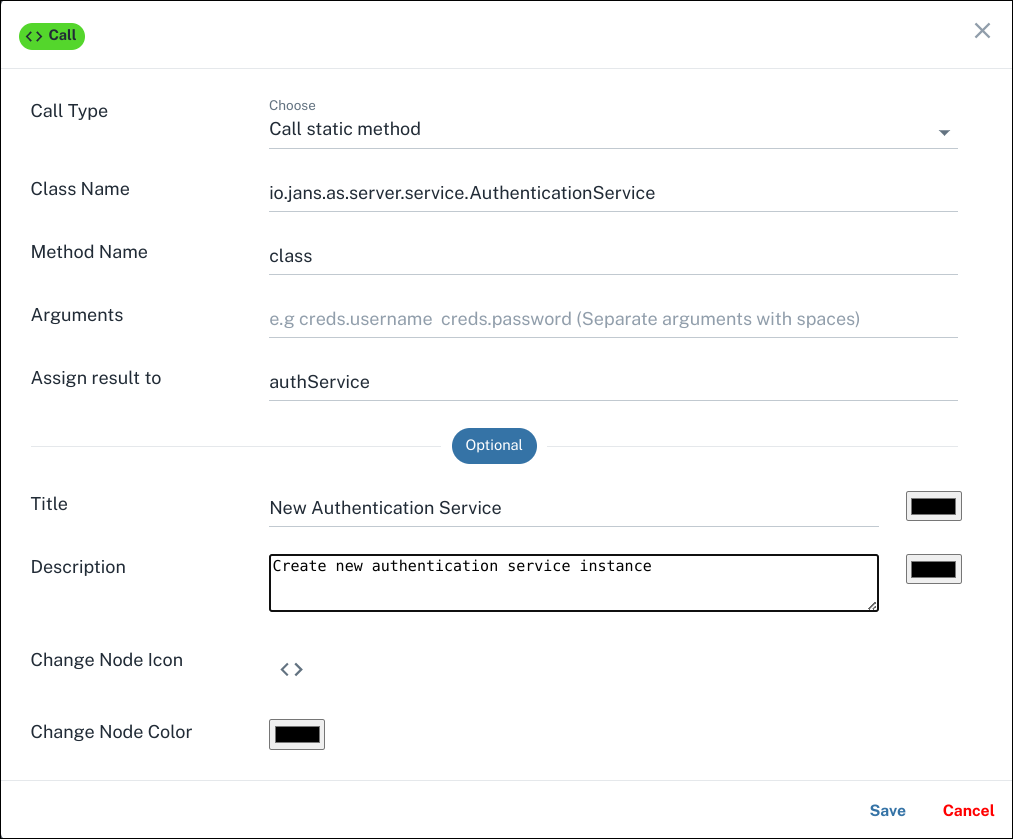 <> Call
Call Type
Choose
Call static method
Class Name
io.jans.as.server.service.AuthenticationService
Method Name
class
Arguments
e.g creds.username  creds.password (Separate arguments with spaces)
Assign result to
authService
Optional
Title
New Authentication Service
Description
Create new authentication service instance
Change Node Icon
<>
Change Node Color
Save
Cancel